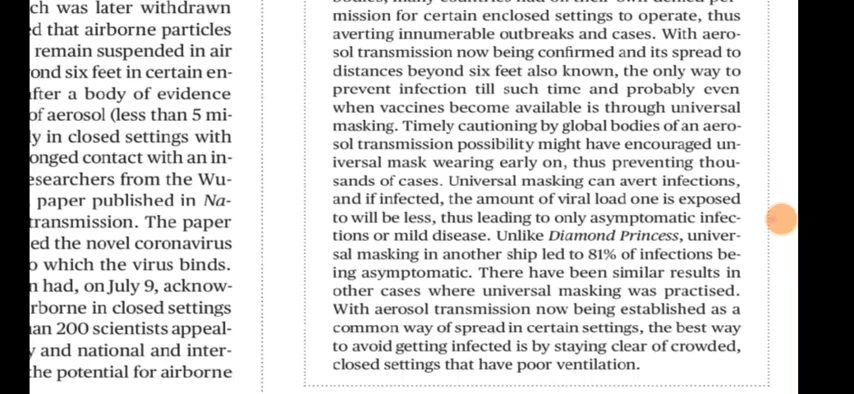 ch was later withdrawn
d that airborne particles
remain suspended in air
ond six feet in certain en-
fter a body of evidence
of aerosol (less than 5 mi-
ly in closed settings with
onged contact with an in-
esearchers from the Wu-
paper published in Na-
transmission. The paper
ed the novel coronavirus
o which the virus binds.
n had, on July 9, acknow-
rborne in closed settings
an 200 scientists appeal-
y and national and inter-
the potential for airborne
mission for certain enclosed settings to operate, thus
averting innumerable outbreaks and cases. With aero-
sol transmission now being confirmed and its spread to
distances beyond six feet also known, the only way to
prevent infection till such time and probably even
when vaccines become available is through universal
masking. Timely cautioning by global bodies of an aero-
sol transmission possibility might have encouraged un-
iversal mask wearing early on, thus preventing thou-
sands of cases. Universal masking can avert infections,
and if infected, the amount of viral load one is exposed
to will be less, thus leading to only asymptomatic infec-
tions or mild disease. Unlike Diamond Princess, univer-
sal masking in another ship led to 81% of infections be-
ing asymptomatic. There have been similar results in
other cases where universal masking was practised.
With aerosol transmission now being established as a
common way of spread in certain settings, the best way
to avoid getting infected is by staying clear of crowded,
closed settings that have poor ventilation.